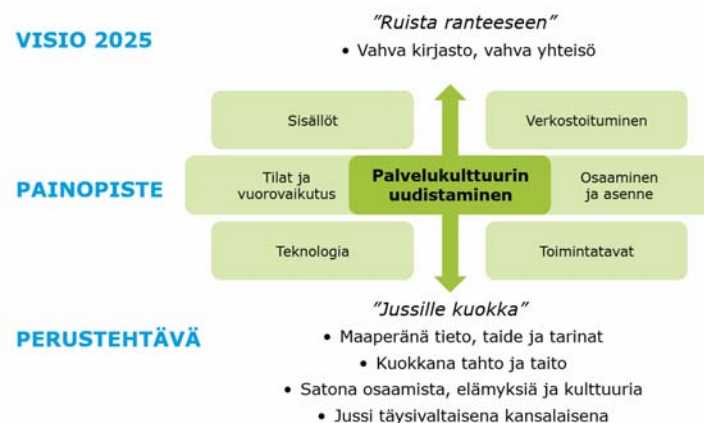 VISIO 2025
"Ruista ranteeseen"
• Vahva kirjasto, vahva yhteisö
Sisällöt
Verkostoituminen
PAINOPISTE
Tilat ja
vuorovaikutus
Palvelukulttuurin
uudistaminen
Osaaminen
ja asenne
Teknologia
Toimintatavat
PERUSTEHTÄVÄ
"Jussille kuokka"
• Maaperänä tieto, taide ja tarinat
• Kuokkana tahto ja taito
• Satona osaamista, elämyksiä ja kulttuuria
• Jussi täysivaltaisena kansalaisena